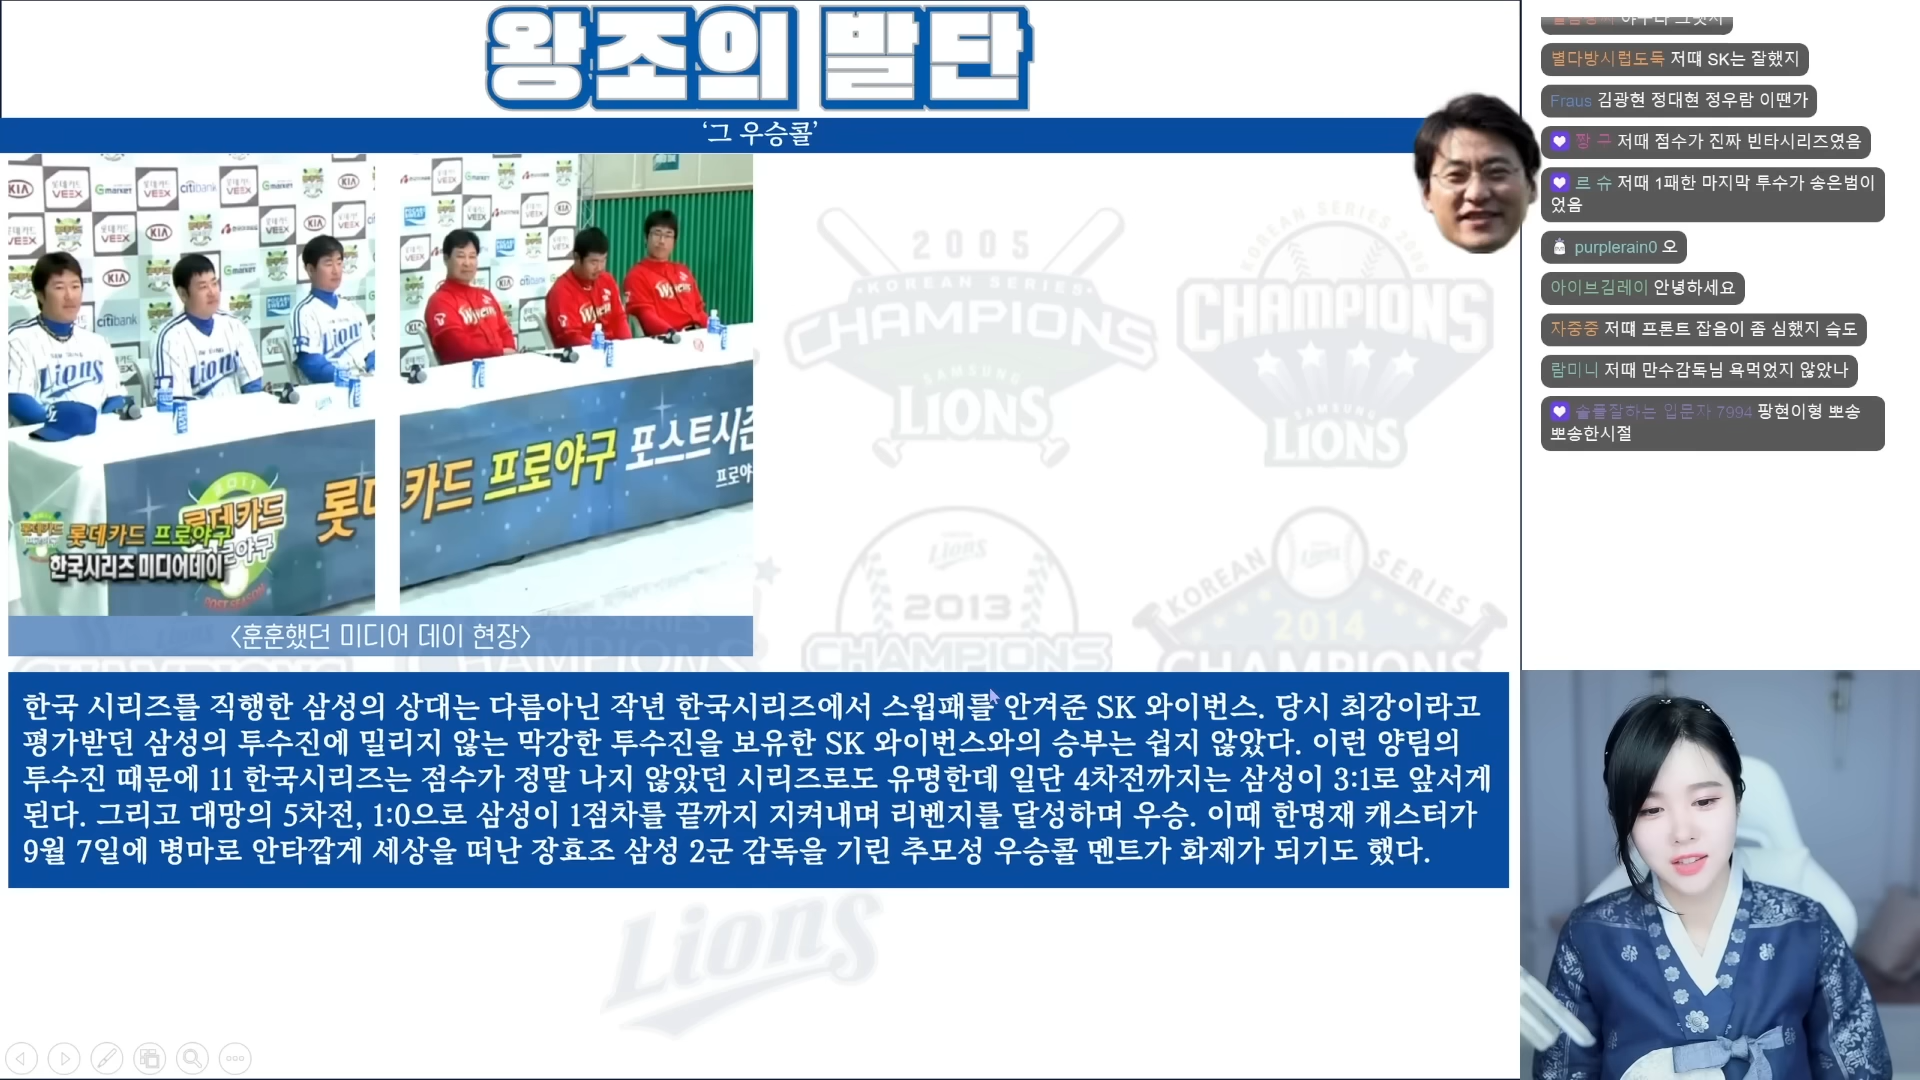 왕조의 발단
‘그 우승콜’
<훈훈했던 미디어 데이 현장>
한국 시리즈를 직행한 삼성의 상대는 다름아닌 작년 한국시리즈에서 스윕패를 안겨준 SK 와이번스. 당시 최강이라고
평가받던 삼성의 투수진에 밀리지 않는 막강한 투수진을 보유한 SK 와이번스와의 승부는 쉽지 않았다. 이런 양팀의
투수진 때문에 11 한국시리즈는 점수가 정말 나지 않았던 시리즈로도 유명한데 일단 4차전까지는 삼성이 3:1로 앞서게
된다. 그리고 대망의 5차전, 1:0으로 삼성이 1점차를 끝까지 지켜내며 리벤지를 달성하며 우승. 이때 한명재 캐스터가
9월 7일에 병마로 안타깝게 세상을 떠난 장효조 삼성 2군 감독을 기린 추모성 우승콜 멘트가 화제가 되기도 했다.
롯데카드 프로야구 포스트시즌
롯데카드 프로야구
한국시리즈 미디어데이
KIA
VEEX
Gmarket
citibank
Lions
Lions
Lions
Wyverns
2005
KOREAN SERIES
CHAMPIONS
SAMSUNG
LIONS
CHAMPIONS
SAMSUNG
LIONS
Lions
2013
CHAMPIONS
KOREAN SERIES
2014
CHAMPIONS
Lions
별다방시럽도둑 저때 SK는 잘했지
Fraus 김광현 정대현 정우람 이땐가
짱 구 저때 점수가 진짜 빈타시리즈였음
르 슈 저때 1패한 마지막 투수가 송은범이
었음
purplerain0 오
아이브김레이 안녕하세요
자중중 저때 프론트 잡음이 좀 심했지 슼도
람미니 저때 만수감독님 욕먹었지 않았나
술흘잘하는 입문자 7994 팡현이형 뽀송
뽀송한시절